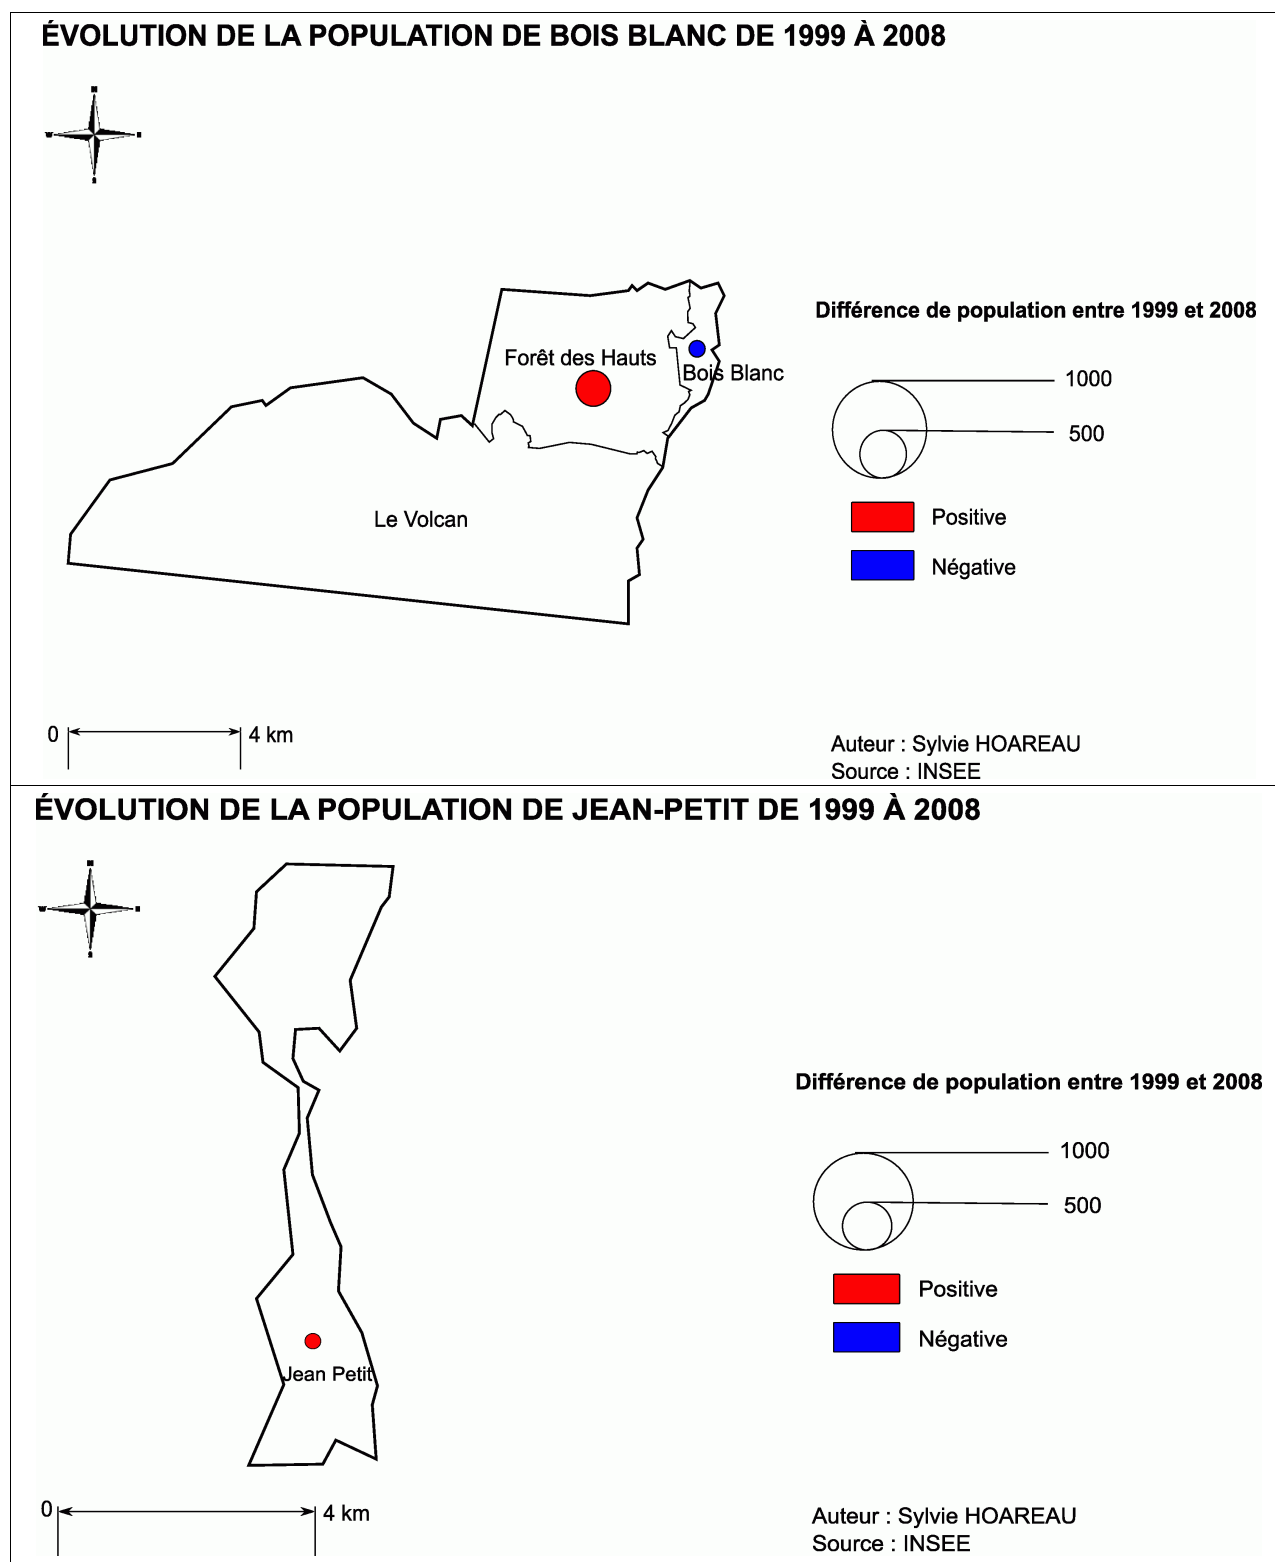 ÉVOLUTION DE LA POPULATION DE BOIS BLANC DE 1999 À 2008
Différence de population entre 1999 et 2008
Forêt des Hauts
Bois Blanc
1000
500
Le Volcan
Positive
Négative
0
4 km
Auteur : Sylvie HOAREAU
Source : INSEE
ÉVOLUTION DE LA POPULATION DE JEAN-PETIT DE 1999 À 2008
Différence de population entre 1999 et 2008
1000
500
Positive
Négative
Jean Petit
0
4 km
Auteur : Sylvie HOAREAU
Source : INSEE